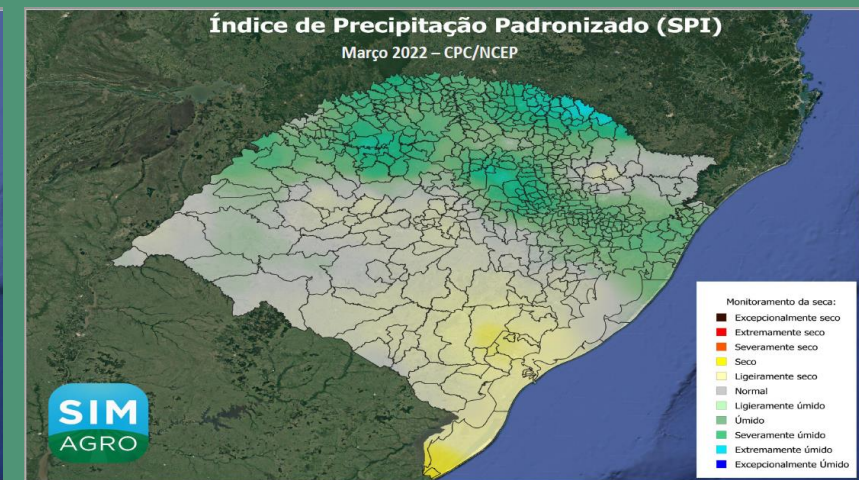 Índice de Precipitação Padronizado (SPI)
Março 2022 – CPC/NCEP
Monitoramento da seca:
Excepcionalmente seco
Extremamente seco
Severamente seco
Seco
Ligeiramente seco
Normal
Ligieramente úmido
Úmido
Severamente úmido
Extremamente úmido
Excepcionalmente Úmido
SIM
AGRO